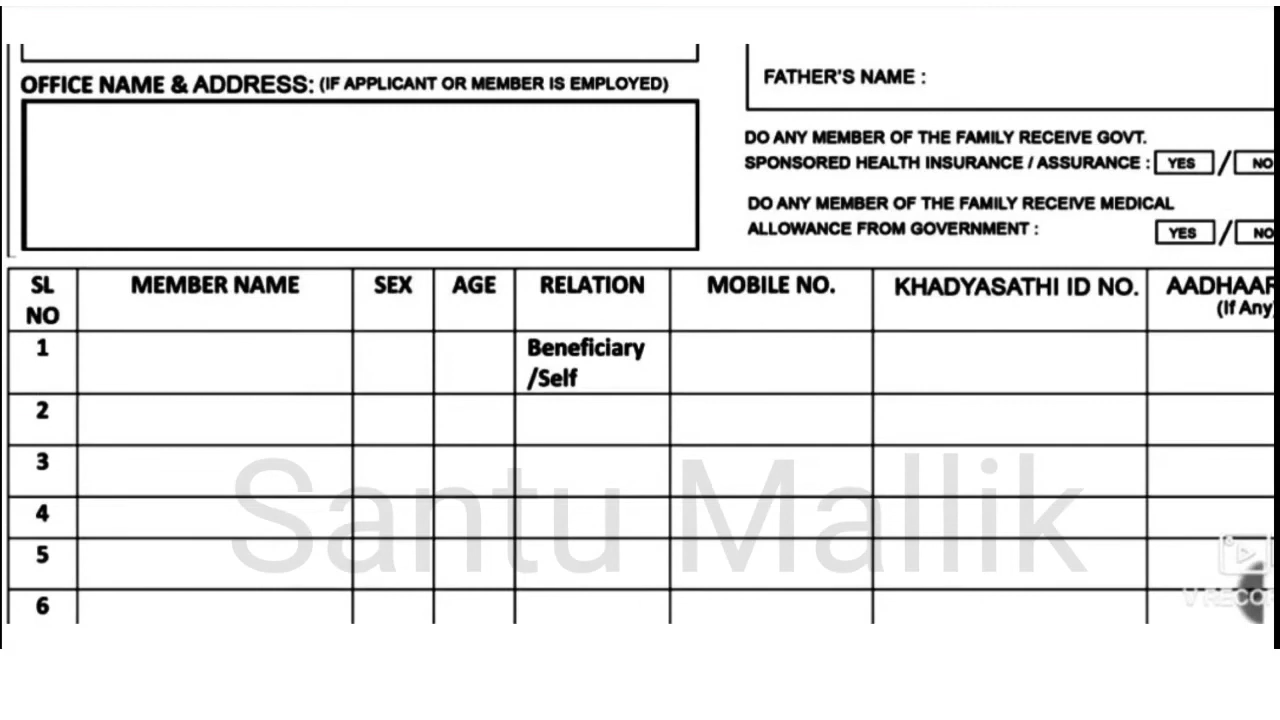 OFFICE NAME & ADDRESS: (IF APPLICANT OR MEMBER IS EMPLOYED)
FATHER'S NAME :
DO ANY MEMBER OF THE FAMILY RECEIVE GOVT.
SPONSORED HEALTH INSURANCE / ASSURANCE : YES / NO
DO ANY MEMBER OF THE FAMILY RECEIVE MEDICAL
ALLOWANCE FROM GOVERNMENT : YES / NO
SL NO MEMBER NAME SEX AGE RELATION MOBILE NO. KHADYASATHI ID NO. AADHAAR
(If Any)
1 Beneficiary
/Self
2
3
4
5
6
Santu Mallik
V RECOR